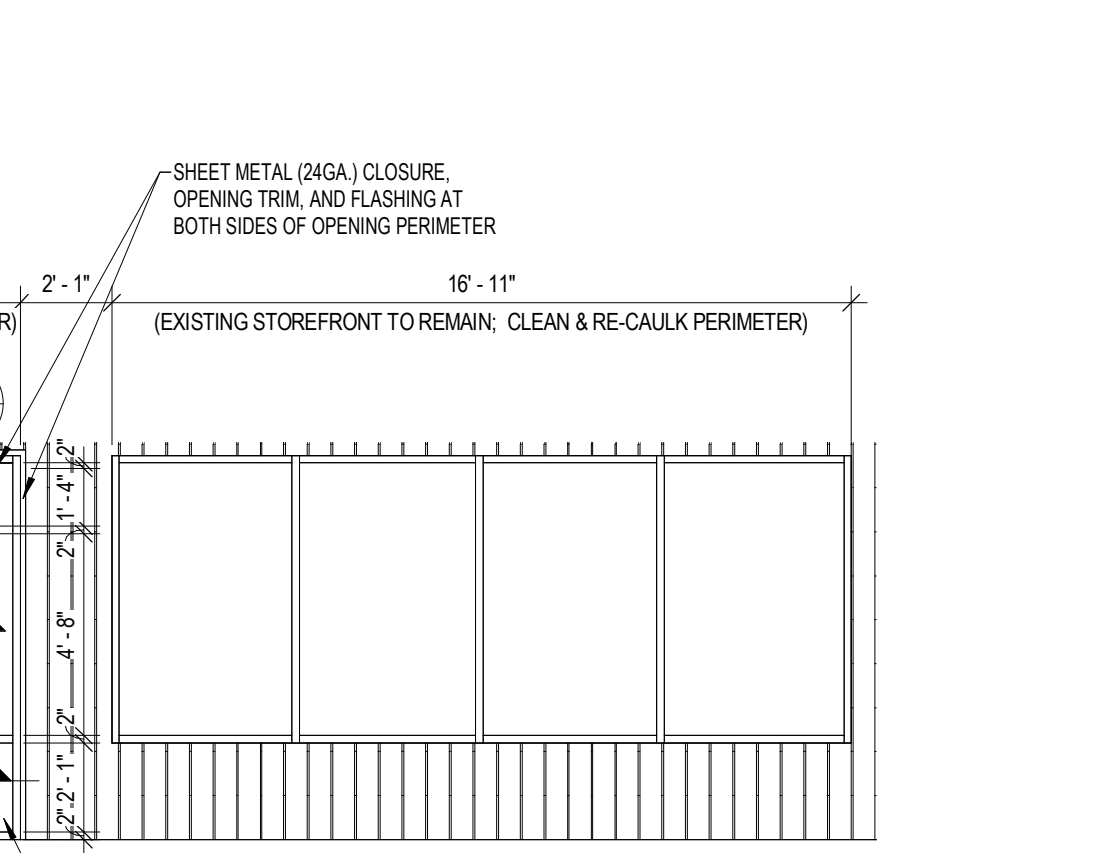 SHEET METAL (24GA.) CLOSURE,
OPENING TRIM, AND FLASHING AT
BOTH SIDES OF OPENING PERIMETER
2' - 1"
16' - 11"
R)
(EXISTING STOREFRONT TO REMAIN;  CLEAN & RE-CAULK PERIMETER)
2"
1' - 4"
2"
4' - 8"
2"
2' - 1"
2"